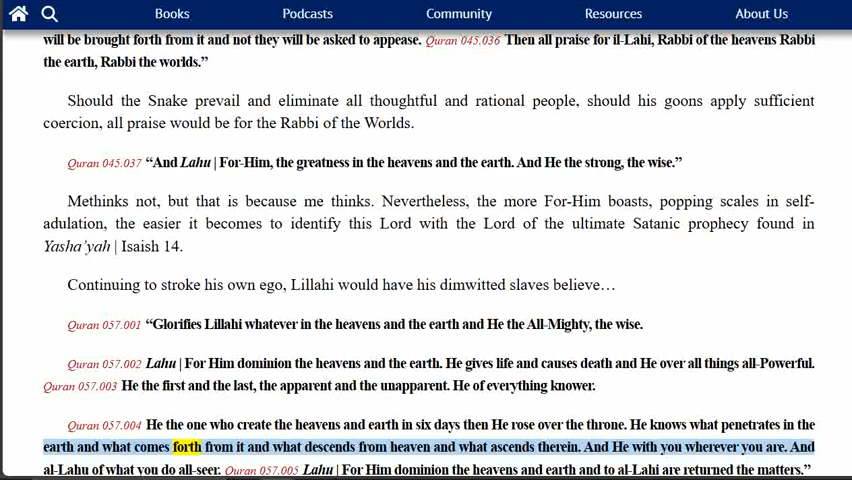 Books Podcasts Community Resources About Us
will be brought forth from it and not they will be asked to appease. Quran 045.036 Then all praise for il-Lahi, Rabbi of the heavens Rabbi
the earth, Rabbi the worlds.”
Should the Snake prevail and eliminate all thoughtful and rational people, should his goons apply sufficient
coercion, all praise would be for the Rabbi of the Worlds.
Quran 045.037 “And Lahu | For-Him, the greatness in the heavens and the earth. And He the strong, the wise.”
Methinks not, but that is because me thinks. Nevertheless, the more For-Him boasts, popping scales in self-
adulation, the easier it becomes to identify this Lord with the Lord of the ultimate Satanic prophecy found in
Yasha’yah | Isaish 14.
Continuing to stroke his own ego, Lillahi would have his dimwitted slaves believe…
Quran 057.001 “Glorifies Lillahi whatever in the heavens and the earth and He the All-Mighty, the wise.
Quran 057.002 Lahu | For Him dominion the heavens and the earth. He gives life and causes death and He over all things all-Powerful.
Quran 057.003 He the first and the last, the apparent and the unapparent. He of everything knower.
Quran 057.004 He the one who create the heavens and earth in six days then He rose over the throne. He knows what penetrates in the
earth and what comes forth from it and what descends from heaven and what ascends therein. And He with you wherever you are. And
al-Lahu of what you do all-seer. Quran 057.005 Lahu | For Him dominion the heavens and earth and to al-Lahi are returned the matters.”